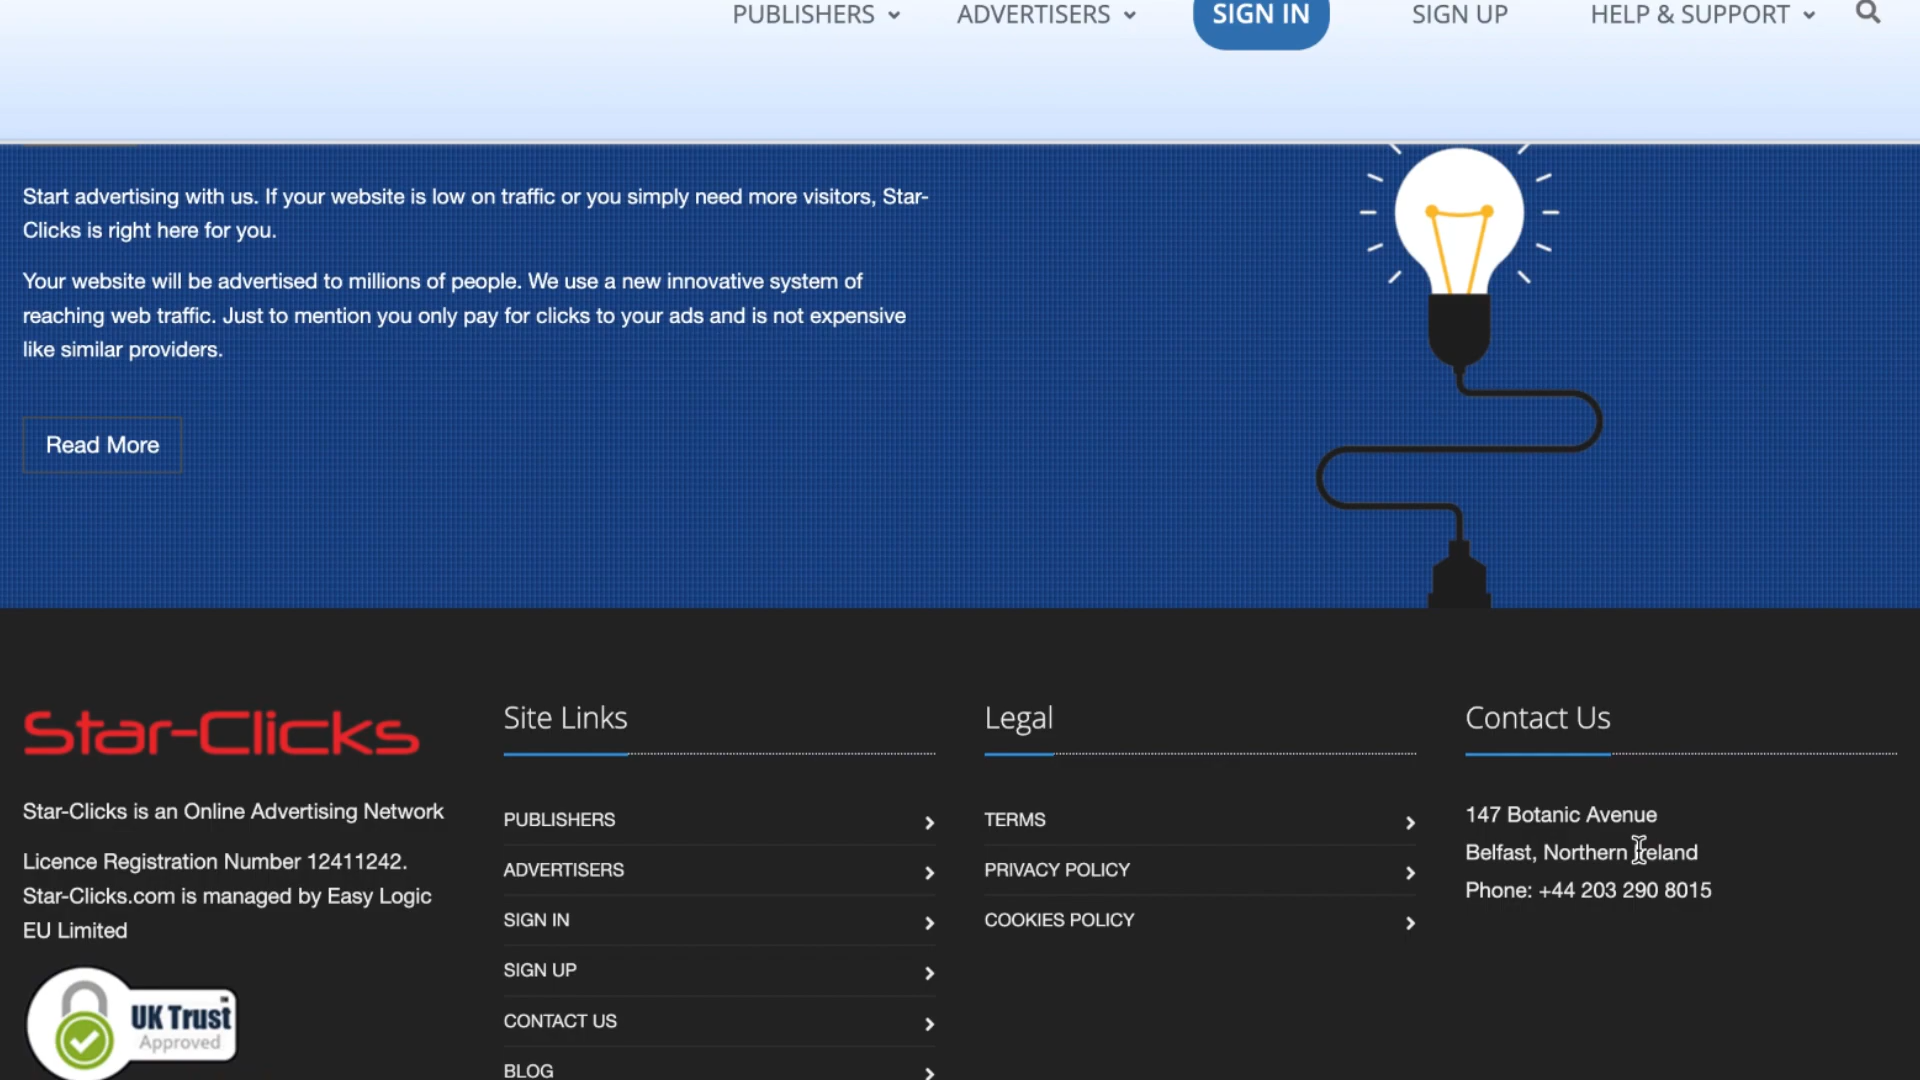 PUBLISHERS
ADVERTISERS
SIGN IN
SIGN UP
HELP & SUPPORT
Start advertising with us. If your website is low on traffic or you simply need more visitors, Star-
Clicks is right here for you.
Your website will be advertised to millions of people. We use a new innovative system of
reaching web traffic. Just to mention you only pay for clicks to your ads and is not expensive
like similar providers.
Read More
Star-Clicks
Star-Clicks is an Online Advertising Network
Licence Registration Number 12411242.
Star-Clicks.com is managed by Easy Logic
EU Limited
UK Trust
Approved
Site Links
PUBLISHERS
ADVERTISERS
SIGN IN
SIGN UP
CONTACT US
BLOG
Legal
TERMS
PRIVACY POLICY
COOKIES POLICY
Contact Us
147 Botanic Avenue
Belfast, Northern Ireland
Phone: +44 203 290 8015